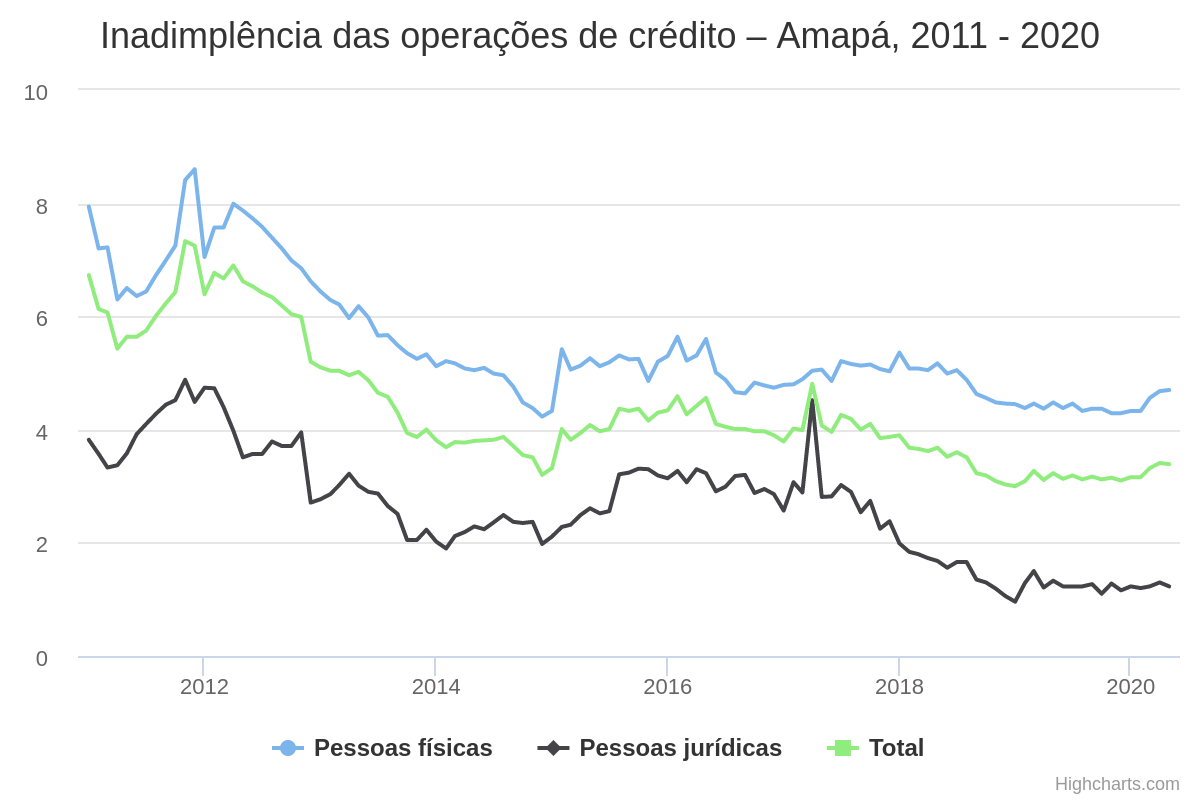 Inadimplência das operações de crédito – Amapá, 2011 - 2020
10
8
6
4
2
0
2012 2014 2016 2018 2020
Pessoas físicas Pessoas jurídicas Total
Highcharts.com